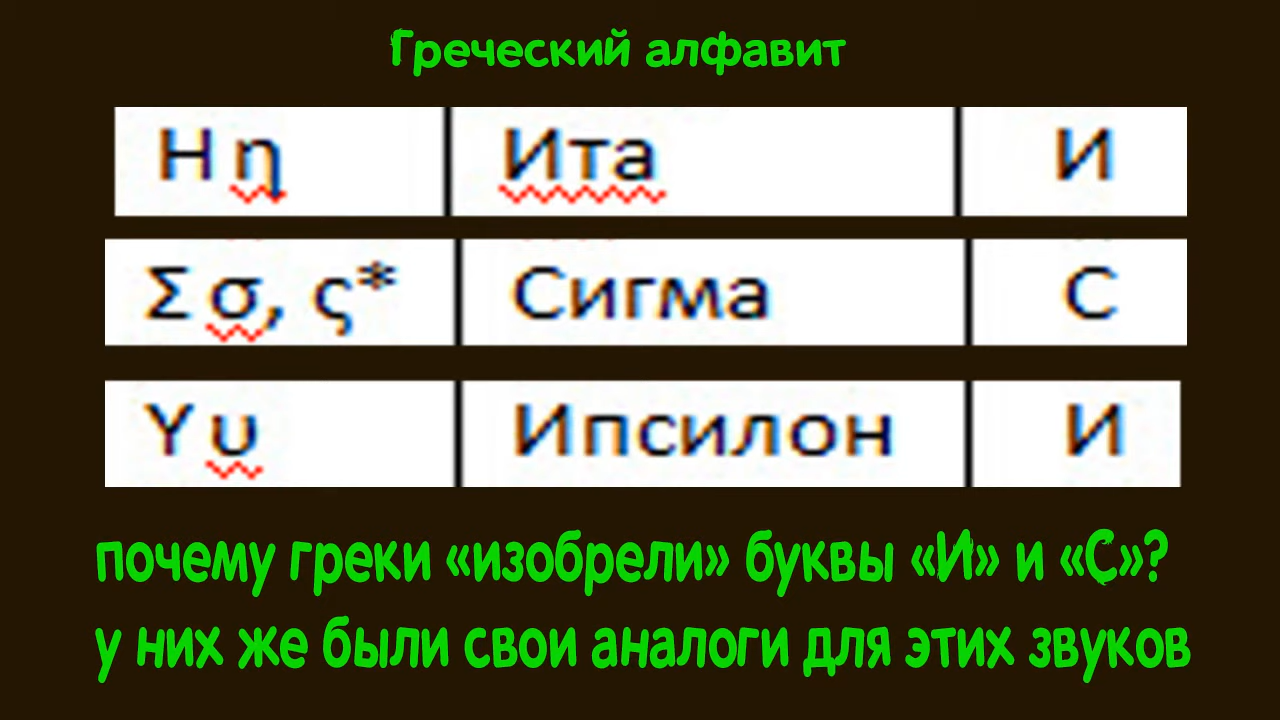 Греческий алфавит
Η η Ита И
Σ σ, ς* Сигма С
Υ υ Ипсилон И
почему греки «изобрели» буквы «И» и «С»?
у них же были свои аналоги для этих звуков